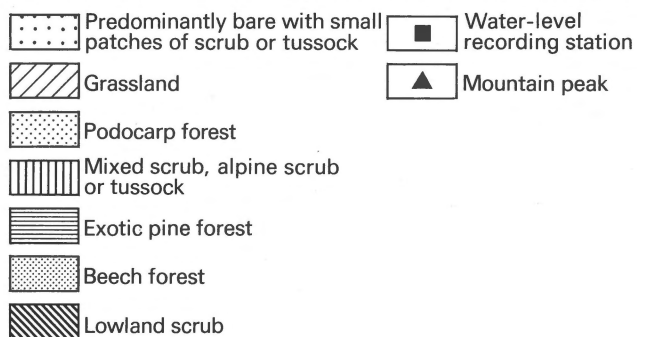 Predominantly bare with small
patches of scrub or tussock
Grassland
Podocarp forest
Mixed scrub, alpine scrub
or tussock
Exotic pine forest
Beech forest
Lowland scrub
Water-level
recording station
Mountain peak